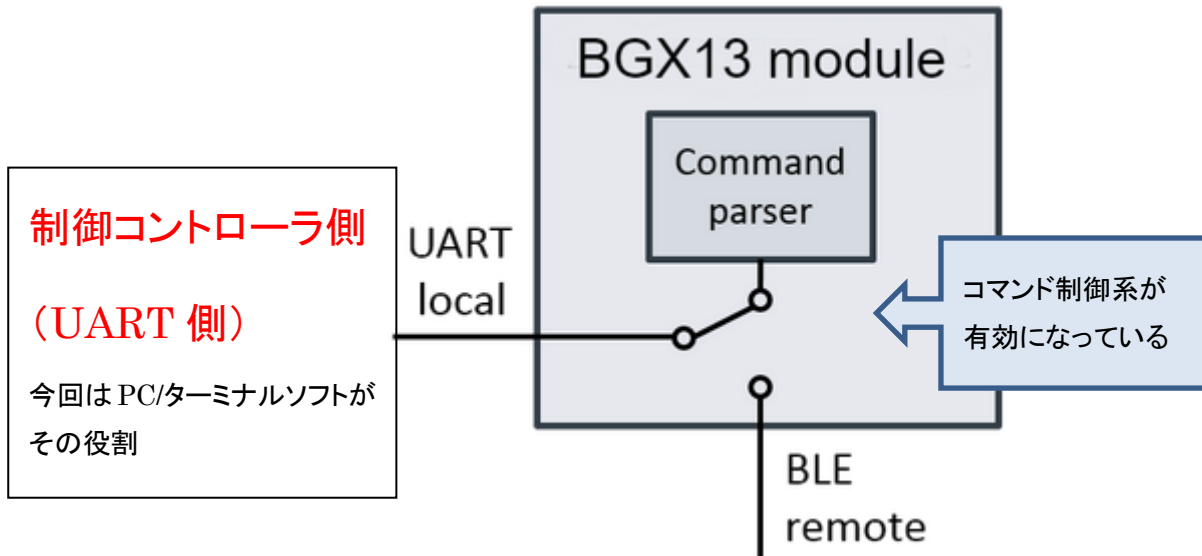 BGX13 module
Command
parser
制御コントローラ側
（UART 側）
今回は PC/ターミナルソフトが
その役割
UART
local
コマンド制御系が
有効になっている
BLE
remote